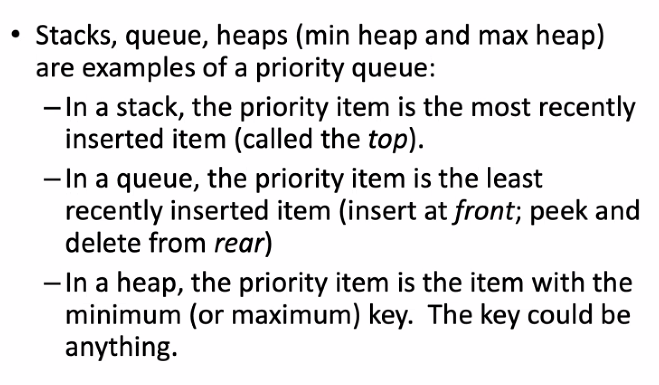 • Stacks, queue, heaps (min heap and max heap)
are examples of a priority queue:
– In a stack, the priority item is the most recently
inserted item (called the top).
– In a queue, the priority item is the least
recently inserted item (insert at front; peek and
delete from rear)
– In a heap, the priority item is the item with the
minimum (or maximum) key.  The key could be
anything.